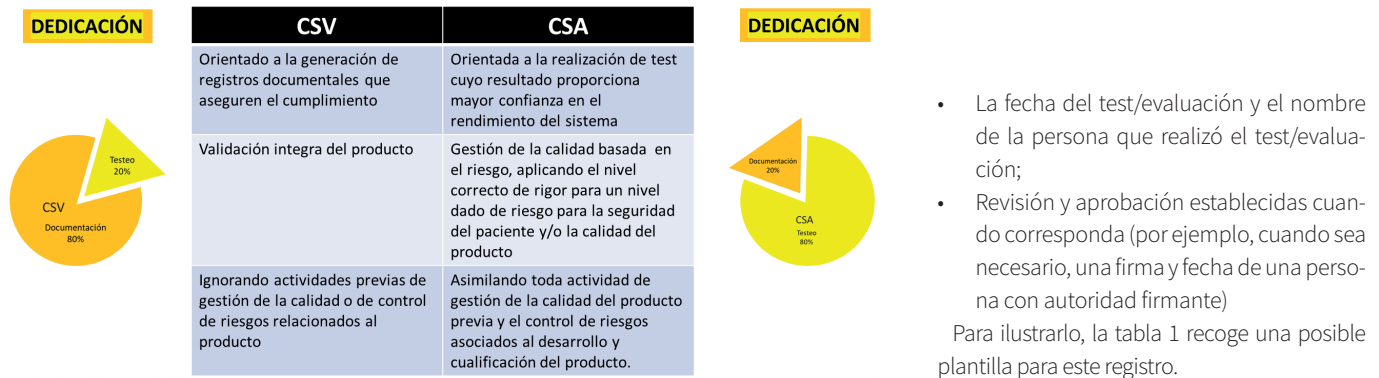 DEDICACIÓN
Testeo
20%
CSV
Documentación
80%
CSV
CSA
Orientado a la generación de
registros documentales que
aseguren el cumplimiento
Orientada a la realización de test
cuyo resultado proporciona
mayor confianza en el
rendimiento del sistema
Validación integra del producto
Gestión de la calidad basada en
el riesgo, aplicando el nivel
correcto de rigor para un nivel
dado de riesgo para la seguridad
del paciente y/o la calidad del
producto
Ignorando actividades previas de
gestión de la calidad o de control
de riesgos relacionados al
producto
Asimilando toda actividad de
gestión de la calidad del producto
previa y el control de riesgos
asociados al desarrollo y
cualificación del producto.
DEDICACIÓN
Documentación
20%
CSA
Testeo
80%
• La fecha del test/evaluación y el nombre
de la persona que realizó el test/evalua-
ción;
• Revisión y aprobación establecidas cuan-
do corresponda (por ejemplo, cuando sea
necesario, una firma y fecha de una perso-
na con autoridad firmante)
Para ilustrarlo, la tabla 1 recoge una posible
plantilla para este registro.